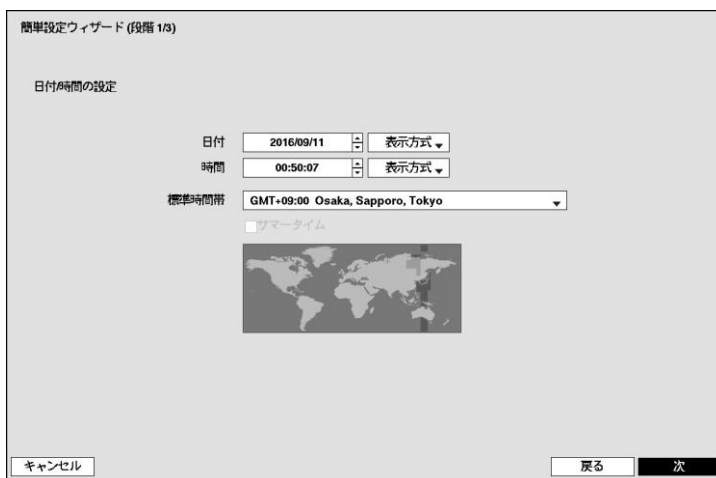 簡単設定ウィザード (段階 1/3)
日付/時間の設定
日付 2016/09/11 表示方式
時間 00:50:07 表示方式
標準時間帯 GMT+09:00 Osaka, Sapporo, Tokyo
サマータイム
キャンセル 戻る 次